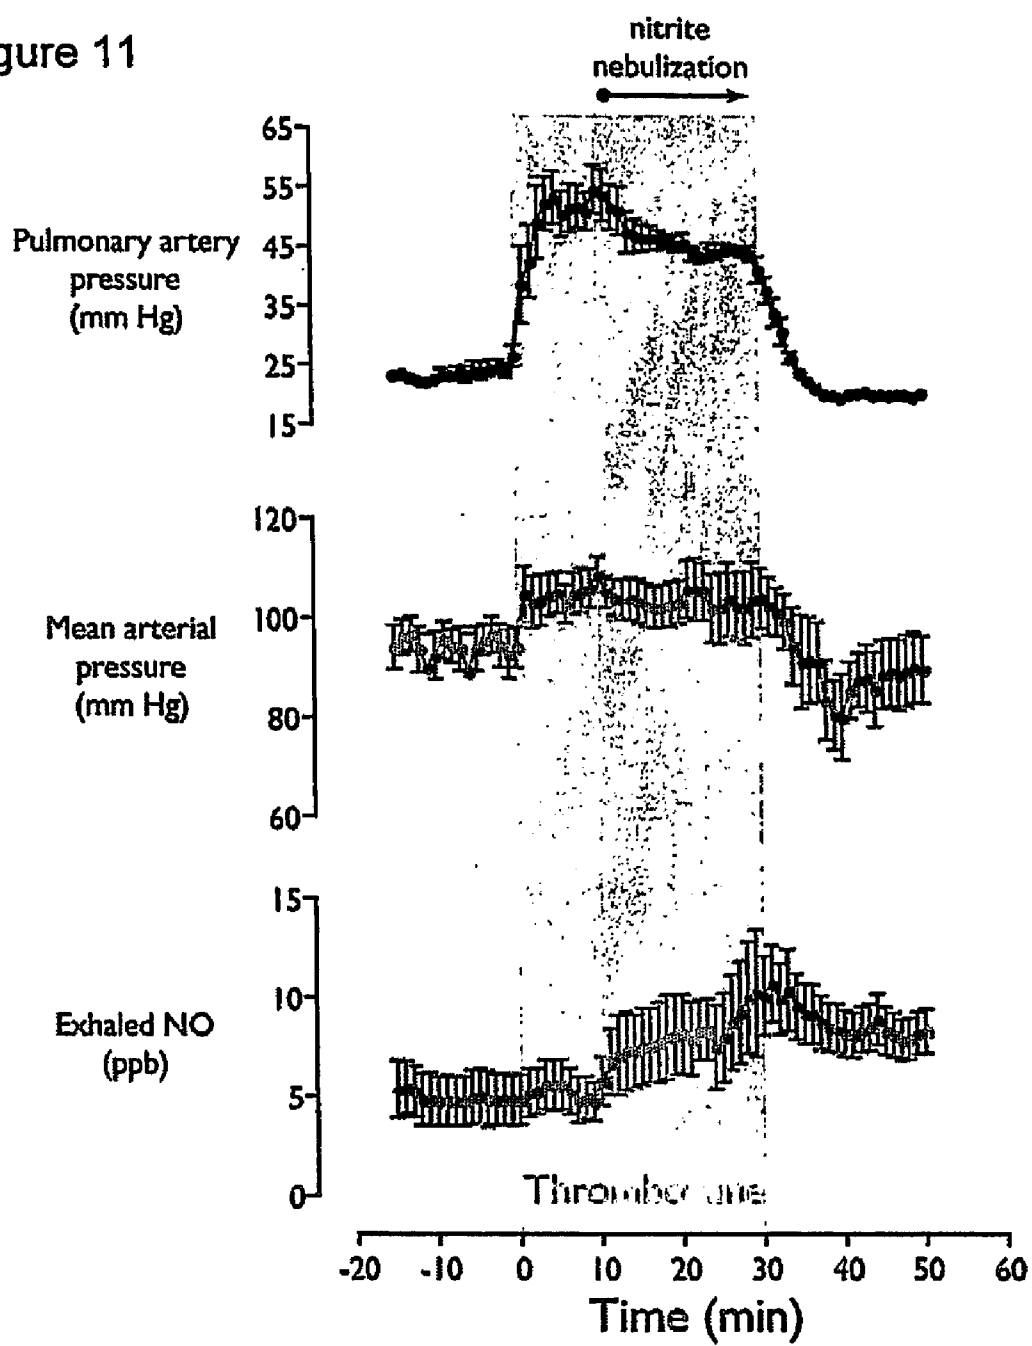 gure 11
nitrite
nebulization
65
55
Pulmonary artery
45
pressure
(mm Hg)
35
25
15
120
Mean arterial
100
pressure
(mm Hg)
80
60
15
10
Exhaled NO
(ppb)
5
0
-20 -10 0 10 20 30 40 50 60
Time (min)